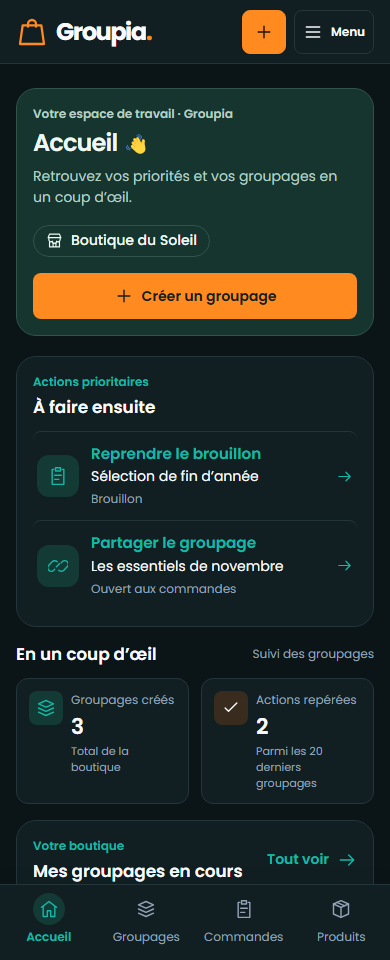 Groupia.
Menu
Votre espace de travail · Groupia
Accueil 👋
Retrouvez vos priorités et vos groupages en
un coup d’œil.
Boutique du Soleil
Créer un groupage
Actions prioritaires
À faire ensuite
Reprendre le brouillon
Sélection de fin d’année
Brouillon
Partager le groupage
Les essentiels de novembre
Ouvert aux commandes
En un coup d’œil
Suivi des groupages
Groupages créés
3
Total de la
boutique
Actions repérées
2
Parmi les 20
derniers
groupages
Votre boutique
Mes groupages en cours
Tout voir
Accueil
Groupages
Commandes
Produits